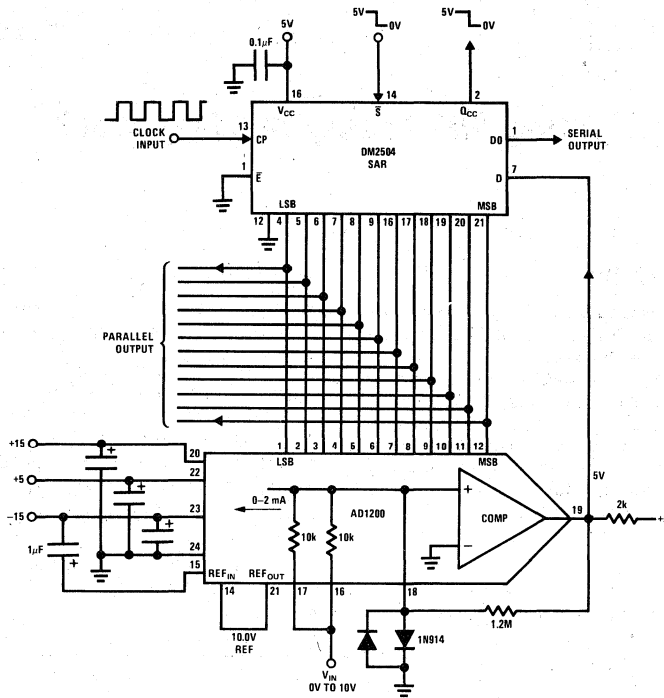 5V 0V
5V 0V
5V
0.1μF
16 14 2
VCC S̅ QCC
CLOCK INPUT
13 CP
DO 1 SERIAL OUTPUT
DM2504 SAR
1 E̅
D 7
LSB MSB
12 4 5 6 7 8 9 16 17 18 19 20 21
PARALLEL OUTPUT
1 2 3 4 5 6 7 8 9 10 11 12
LSB MSB
+15 20
+5 22
-15 23
24
1μF
15
0–2 mA
AD1200
10k 10k
+
COMP
–
5V
19
2k
+
REFIN REFOUT
14 21 17 16 18
10.0V REF
1.2M
1N914
VIN
0V TO 10V